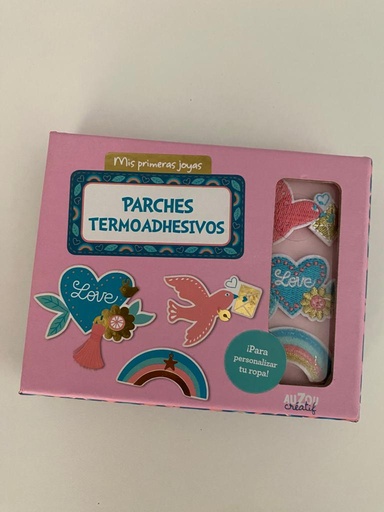 Mis primeras joyas
PARCHES
TERMOADHESIVOS
Love
Love
¡Para
personalizar
tu ropa!
AUZOU
créatif